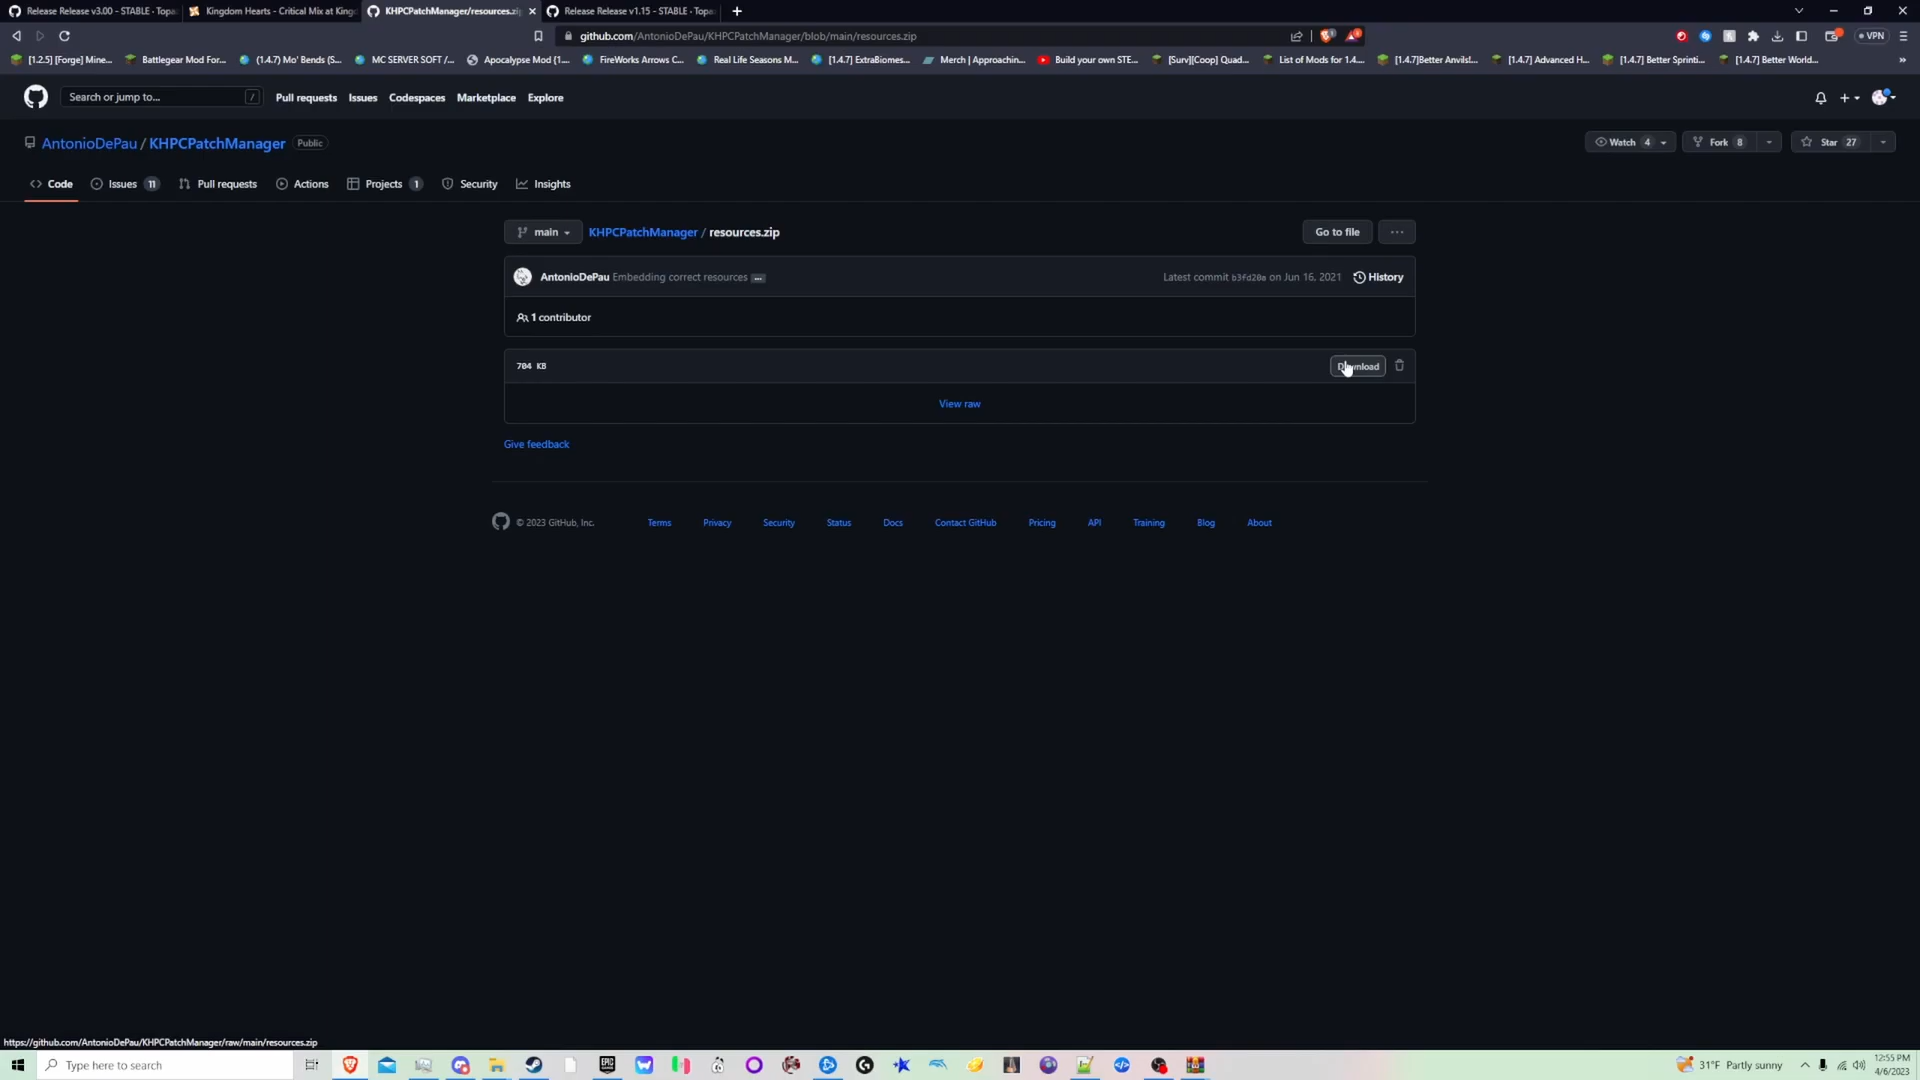 Release Release v3.00 - STABLE · Topa
Kingdom Hearts - Critical Mix at King
KHPCPatchManager/resources.zi
Release Release v1.15 - STABLE · Topa
github.com/AntonioDePau/KHPCPatchManager/blob/main/resources.zip
VPN
[1.2.5] [Forge] Mine...
Battlegear Mod For...
(1.4.7) Mo' Bends (S...
MC SERVER SOFT /...
Apocalypse Mod (1....
FireWorks Arrows C...
Real Life Seasons M...
[1.4.7] ExtraBiomes...
Merch | Approachin...
Build your own STE...
[Surv][Coop] Quad...
List of Mods for 1.4....
[1.4.7]Better Anvils!...
[1.4.7] Advanced H...
[1.4.7] Better Sprinti...
[1.4.7] Better World...
Search or jump to...
/
Pull requests
Issues
Codespaces
Marketplace
Explore
AntonioDePau / KHPCPatchManager
Public
Watch 4
Fork 8
Star 27
Code
Issues 11
Pull requests
Actions
Projects 1
Security
Insights
main
KHPCPatchManager / resources.zip
Go to file
...
AntonioDePau Embedding correct resources ...
Latest commit b3fd20a on Jun 16, 2021
History
1 contributor
704 KB
Download
View raw
Give feedback
© 2023 GitHub, Inc.
Terms
Privacy
Security
Status
Docs
Contact GitHub
Pricing
API
Training
Blog
About
https://github.com/AntonioDePau/KHPCPatchManager/raw/main/resources.zip
Type here to search
EPIC
31°F Partly sunny
12:55 PM
4/6/2023